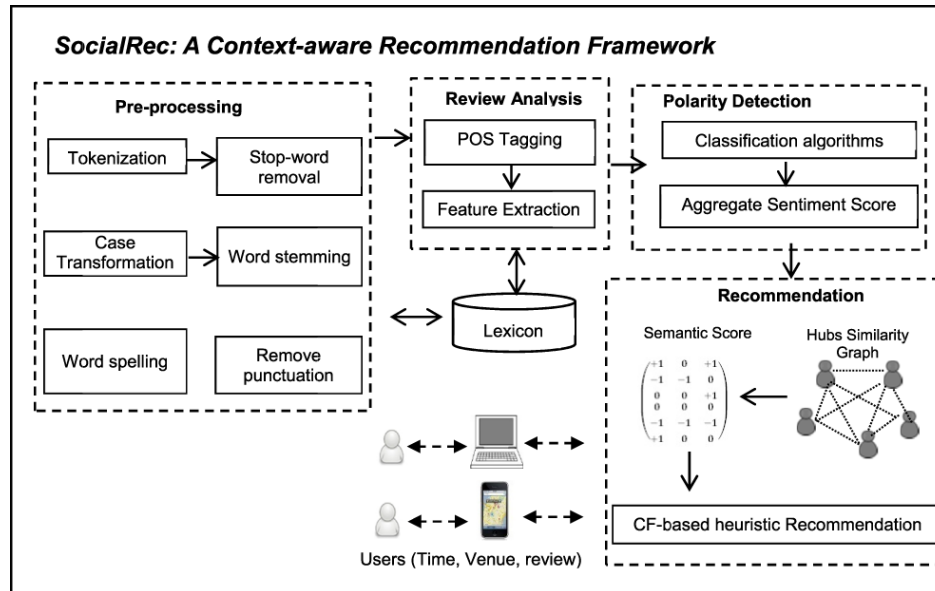 SocialRec: A Context-aware Recommendation Framework
Pre-processing
Tokenization
Stop-word
removal
Case
Transformation
Word stemming
Word spelling
Remove
punctuation
Review Analysis
POS Tagging
Feature Extraction
Lexicon
Polarity Detection
Classification algorithms
Aggregate Sentiment Score
Recommendation
Semantic Score
+1 0 +1
−1 −1 0
0 0 +1
0 0 0
−1 −1 −1
+1 0 0
Hubs Similarity
Graph
CF-based heuristic Recommendation
Users (Time, Venue, review)